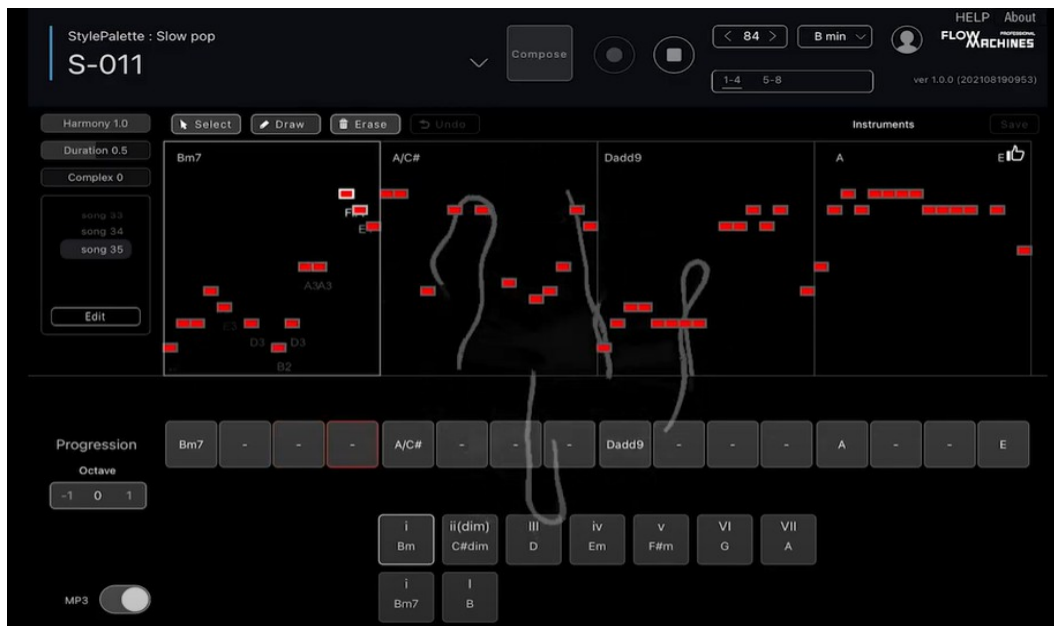 HELP About
StylePalette : Slow pop
S-011
Compose
< 84 >
B min
FLOW MACHINES PROFESSIONAL
1-4 5-8
ver 1.0.0 (202108190953)
Harmony 1.0
Select
Draw
Erase
Undo
Instruments
Save
Duration 0.5
Complex 0
Bm7
A/C#
Dadd9
A
E
song 33
song 34
song 35
A3A3
Edit
E3
D3
D3
B2
Progression
Bm7 - - - A/C# - - - Dadd9 - - - A - - E
Octave
-1 0 1
i ii(dim) III iv v VI VII
Bm C#dim D Em F#m G A
i I
Bm7 B
MP3